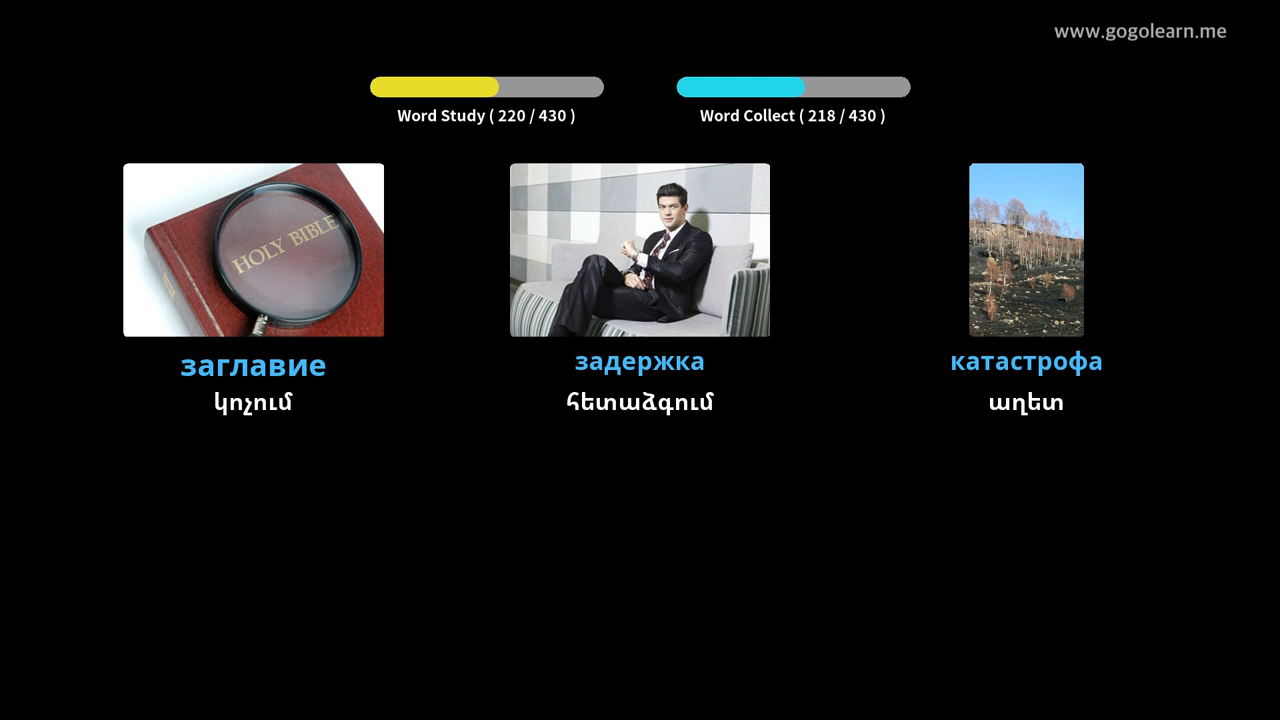 www.gogolearn.me
Word Study ( 220 / 430 )
Word Collect ( 218 / 430 )
HOLY BIBLE
заглавие
կոչում
задержка
հետաձգում
катастрофа
աղետ